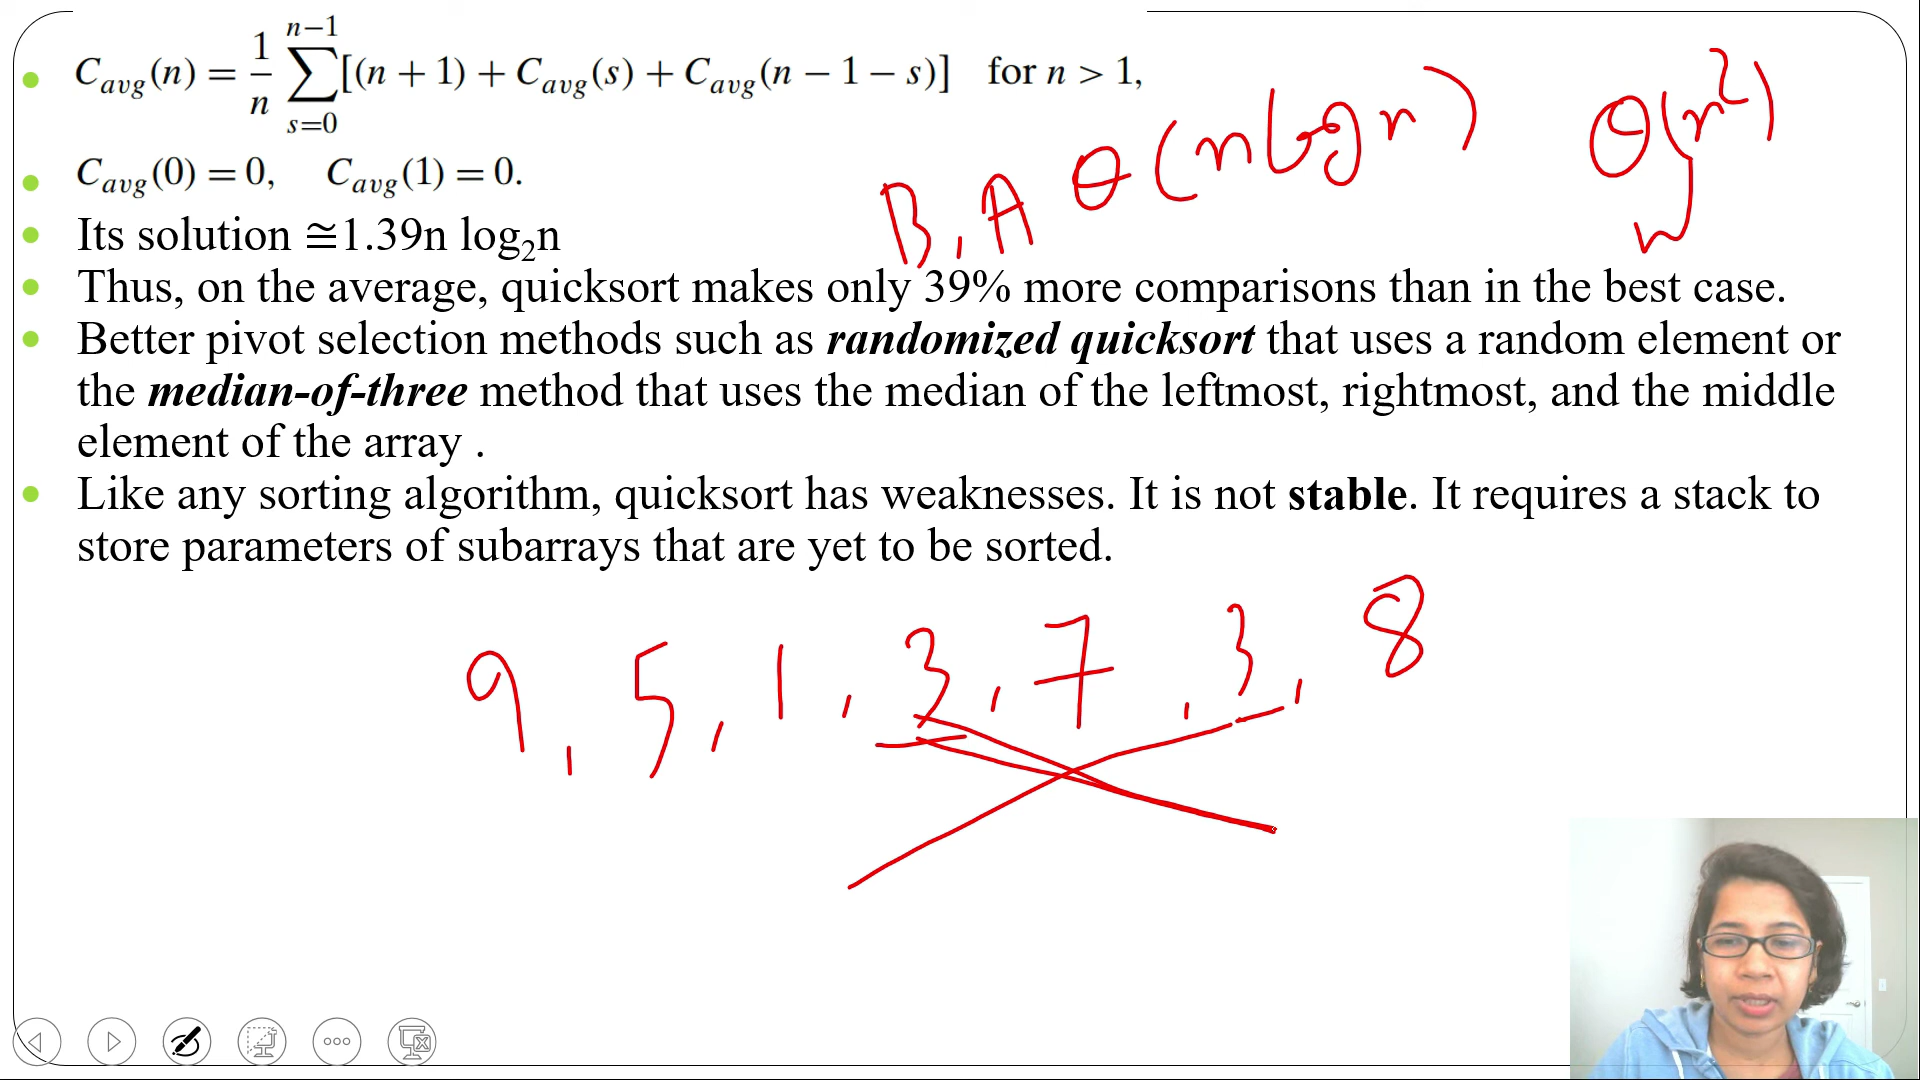 C_avg(n) = 1/n ∑_{s=0}^{n−1} [(n + 1) + C_avg(s) + C_avg(n − 1 − s)] for n > 1,
C_avg(0) = 0, C_avg(1) = 0.
B, A θ(n log n) θ(n²)
w
Its solution ≅1.39n log₂n
Thus, on the average, quicksort makes only 39% more comparisons than in the best case.
Better pivot selection methods such as randomized quicksort that uses a random element or
the median-of-three method that uses the median of the leftmost, rightmost, and the middle
element of the array .
Like any sorting algorithm, quicksort has weaknesses. It is not stable. It requires a stack to
store parameters of subarrays that are yet to be sorted.
9, 5, 1, 3, 7, 3, 8